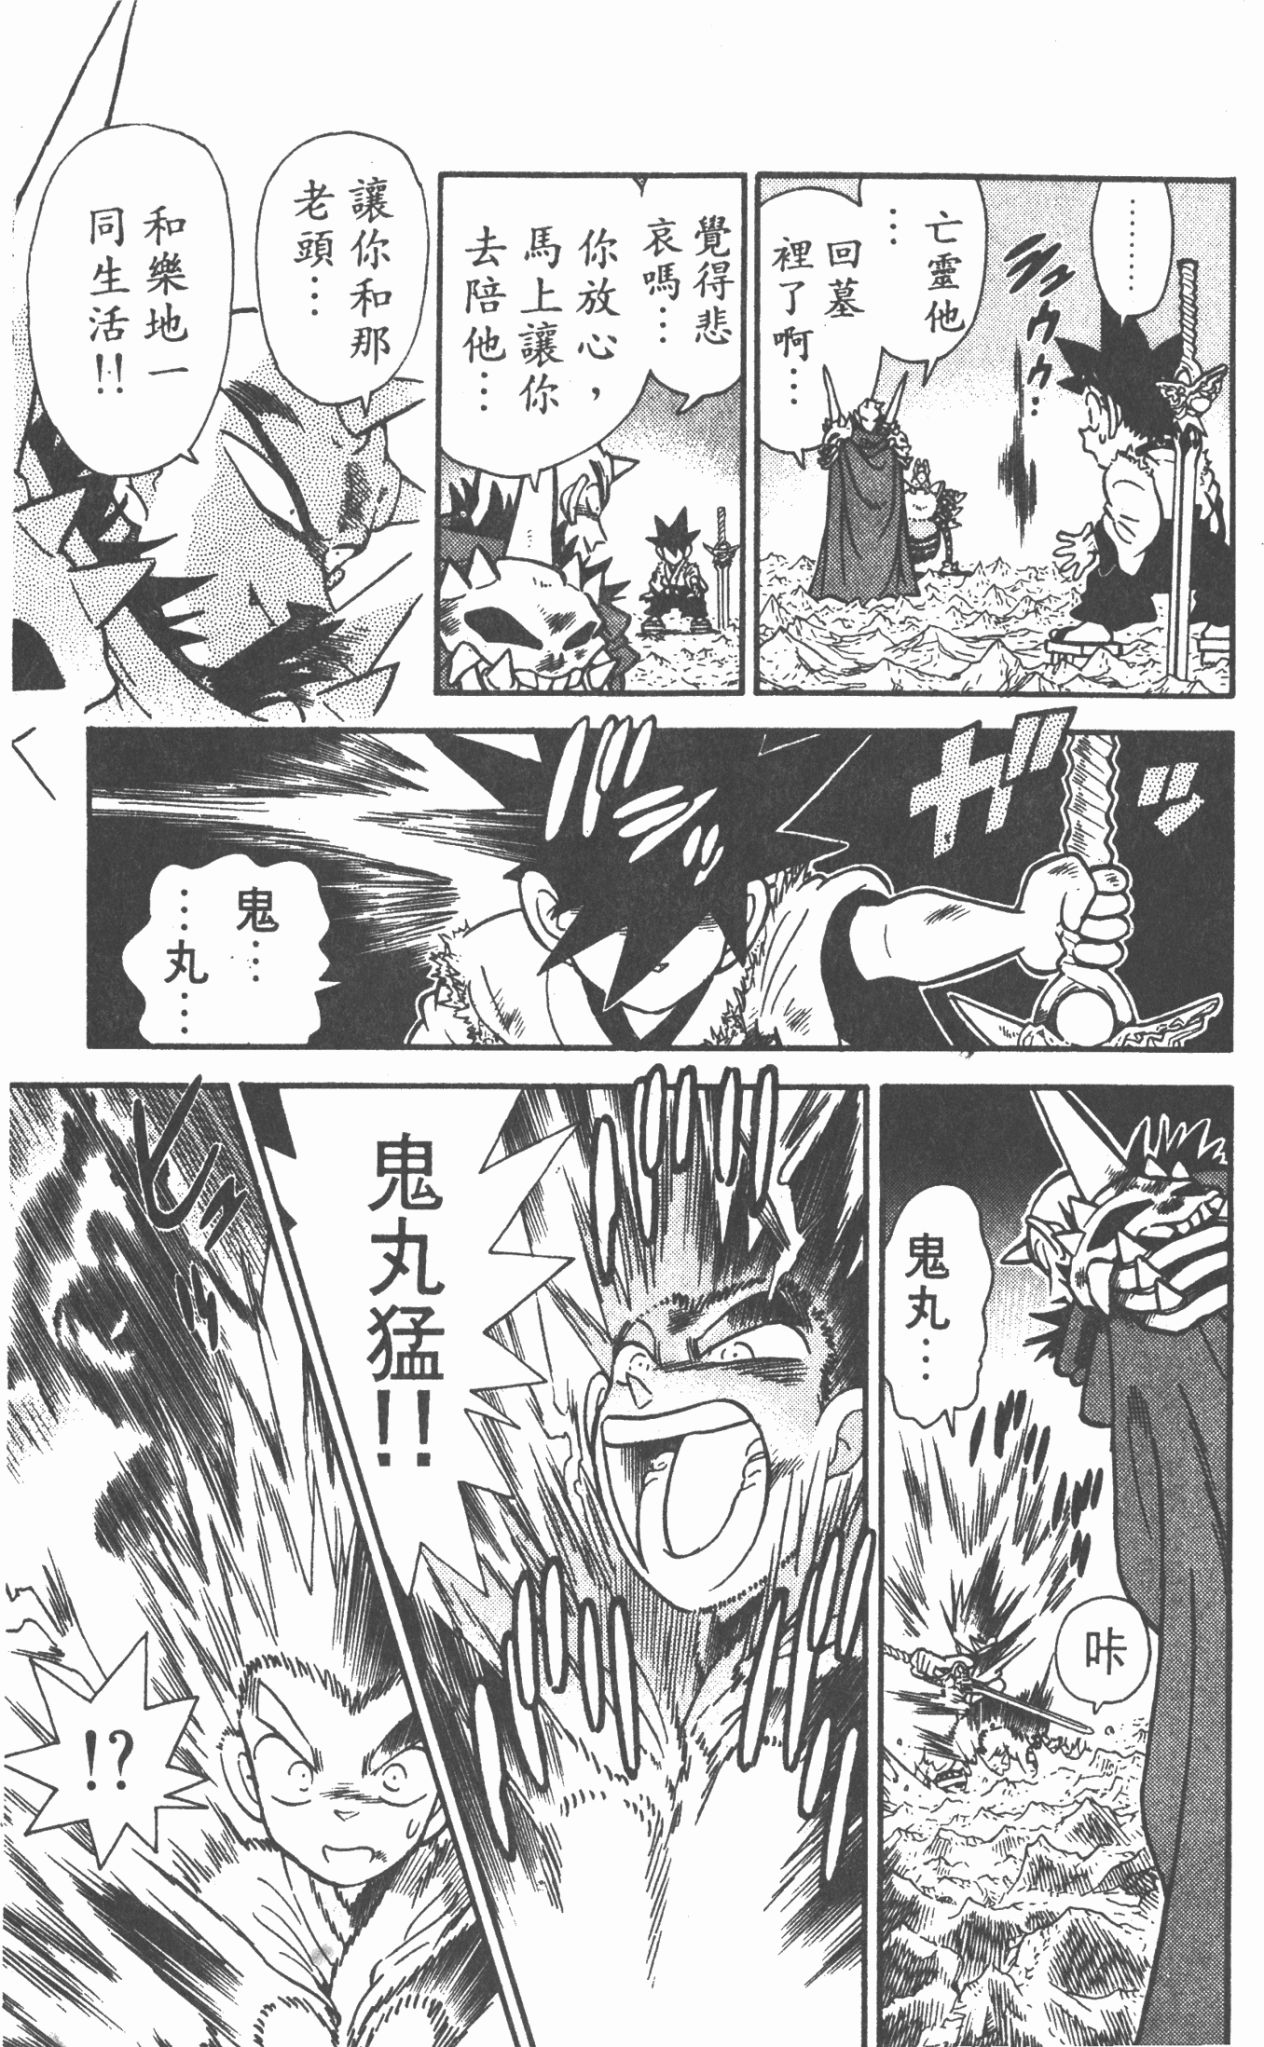 ………
亡靈他
…
回墓
裡了啊…
覺得悲
哀嗎…
你放心，
馬上讓你
去陪他…
讓你和那
老頭…
和樂地一
同生活!!
鬼…
…丸……
鬼丸…
咔
鬼丸猛!!
!?